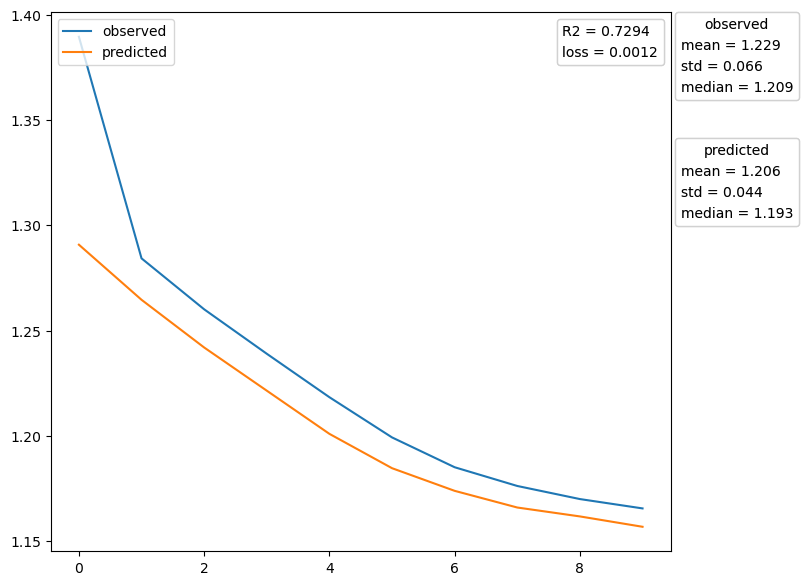 observed
predicted
R2 = 0.7294
loss = 0.0012
observed
mean = 1.229
std = 0.066
median = 1.209
predicted
mean = 1.206
std = 0.044
median = 1.193
1.40
1.35
1.30
1.25
1.20
1.15
0 2 4 6 8